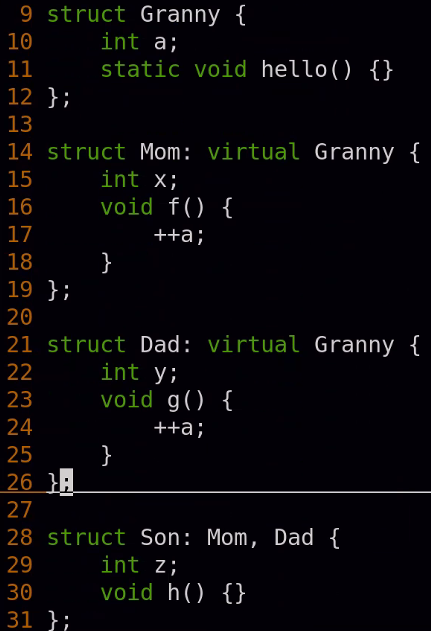 9 struct Granny {
10     int a;
11     static void hello() {}
12 };
13
14 struct Mom: virtual Granny {
15     int x;
16     void f() {
17         ++a;
18     }
19 };
20
21 struct Dad: virtual Granny {
22     int y;
23     void g() {
24         ++a;
25     }
26 };
27
28 struct Son: Mom, Dad {
29     int z;
30     void h() {}
31 };